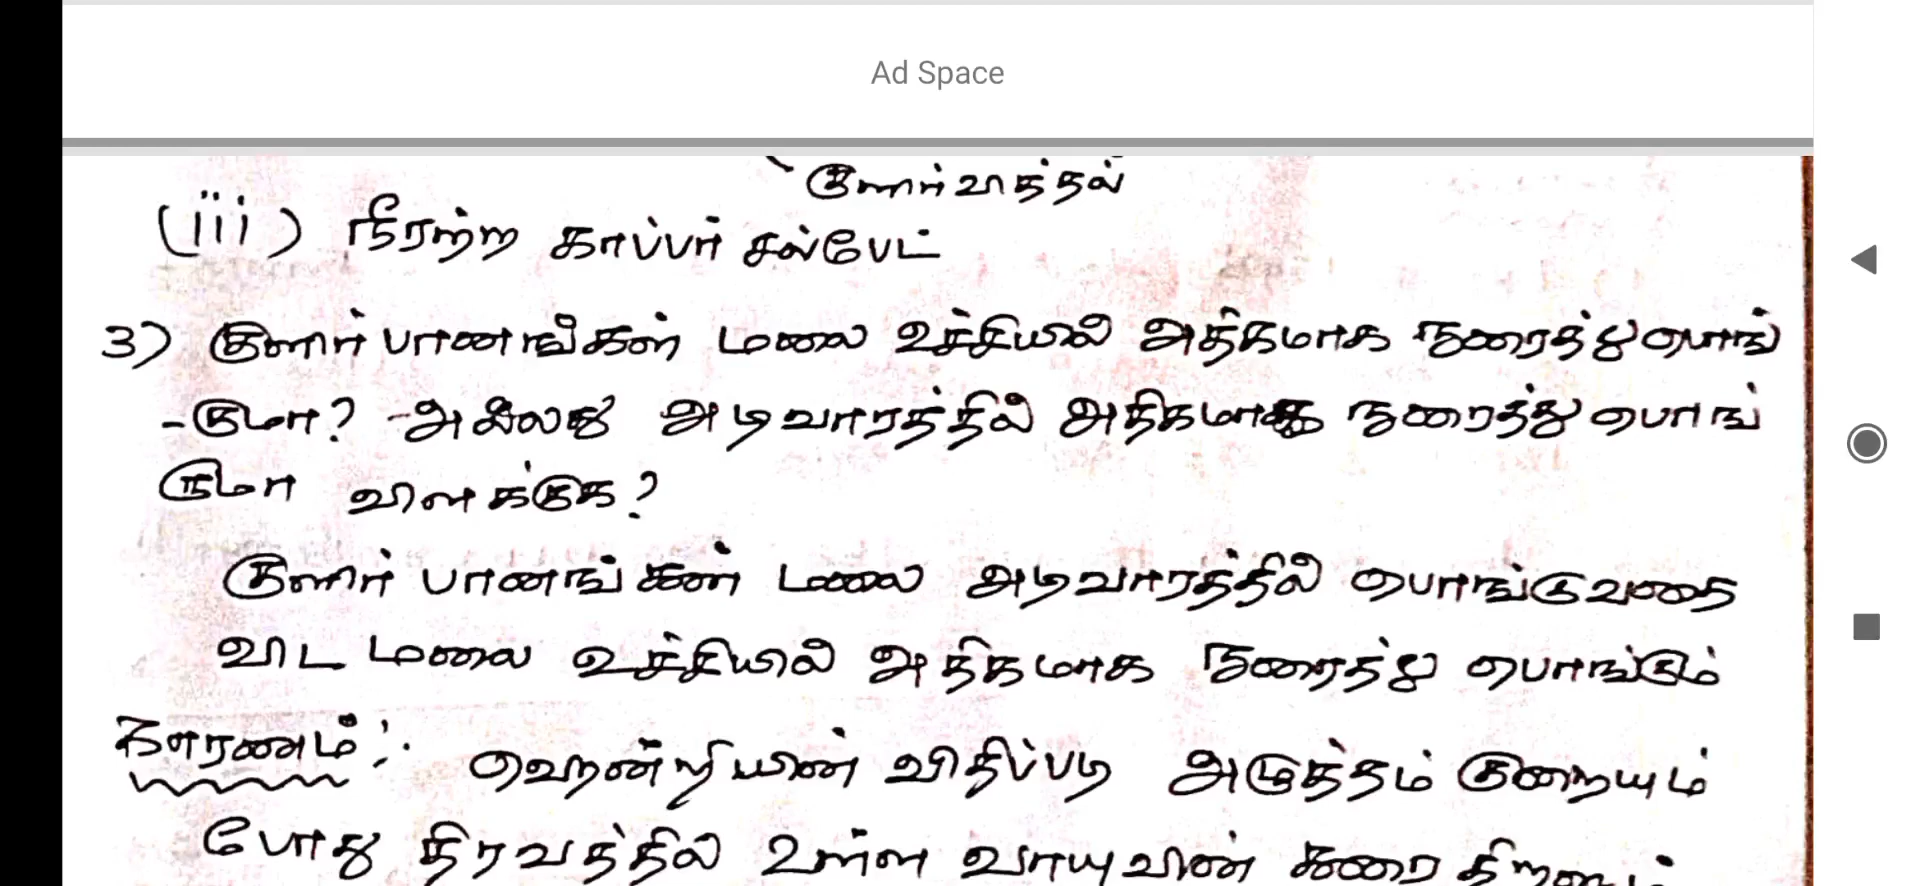 Ad Space
குளிர்வித்தல்
(iii) நீரற்ற காப்பர் சல்பேட்
3) குளிர்பானங்கள் மலை உச்சியில் அதிகமாக நுரைத்து பொங்
-குமா? அல்லது அடிவாரத்தில் அதிகமாக நுரைத்து பொங்
குமா விளக்குக?
குளிர் பானங்கள் மலை அடிவாரத்தில் பொங்குவதை
விட மலை உச்சியில் அதிகமாக நுரைத்து பொங்கும்
காரணம்: ஹென்றியின் விதிப்படி அழுத்தம் குறையும்
போது திரவத்தில் உள்ள வாயுவின் கரை திறனும்